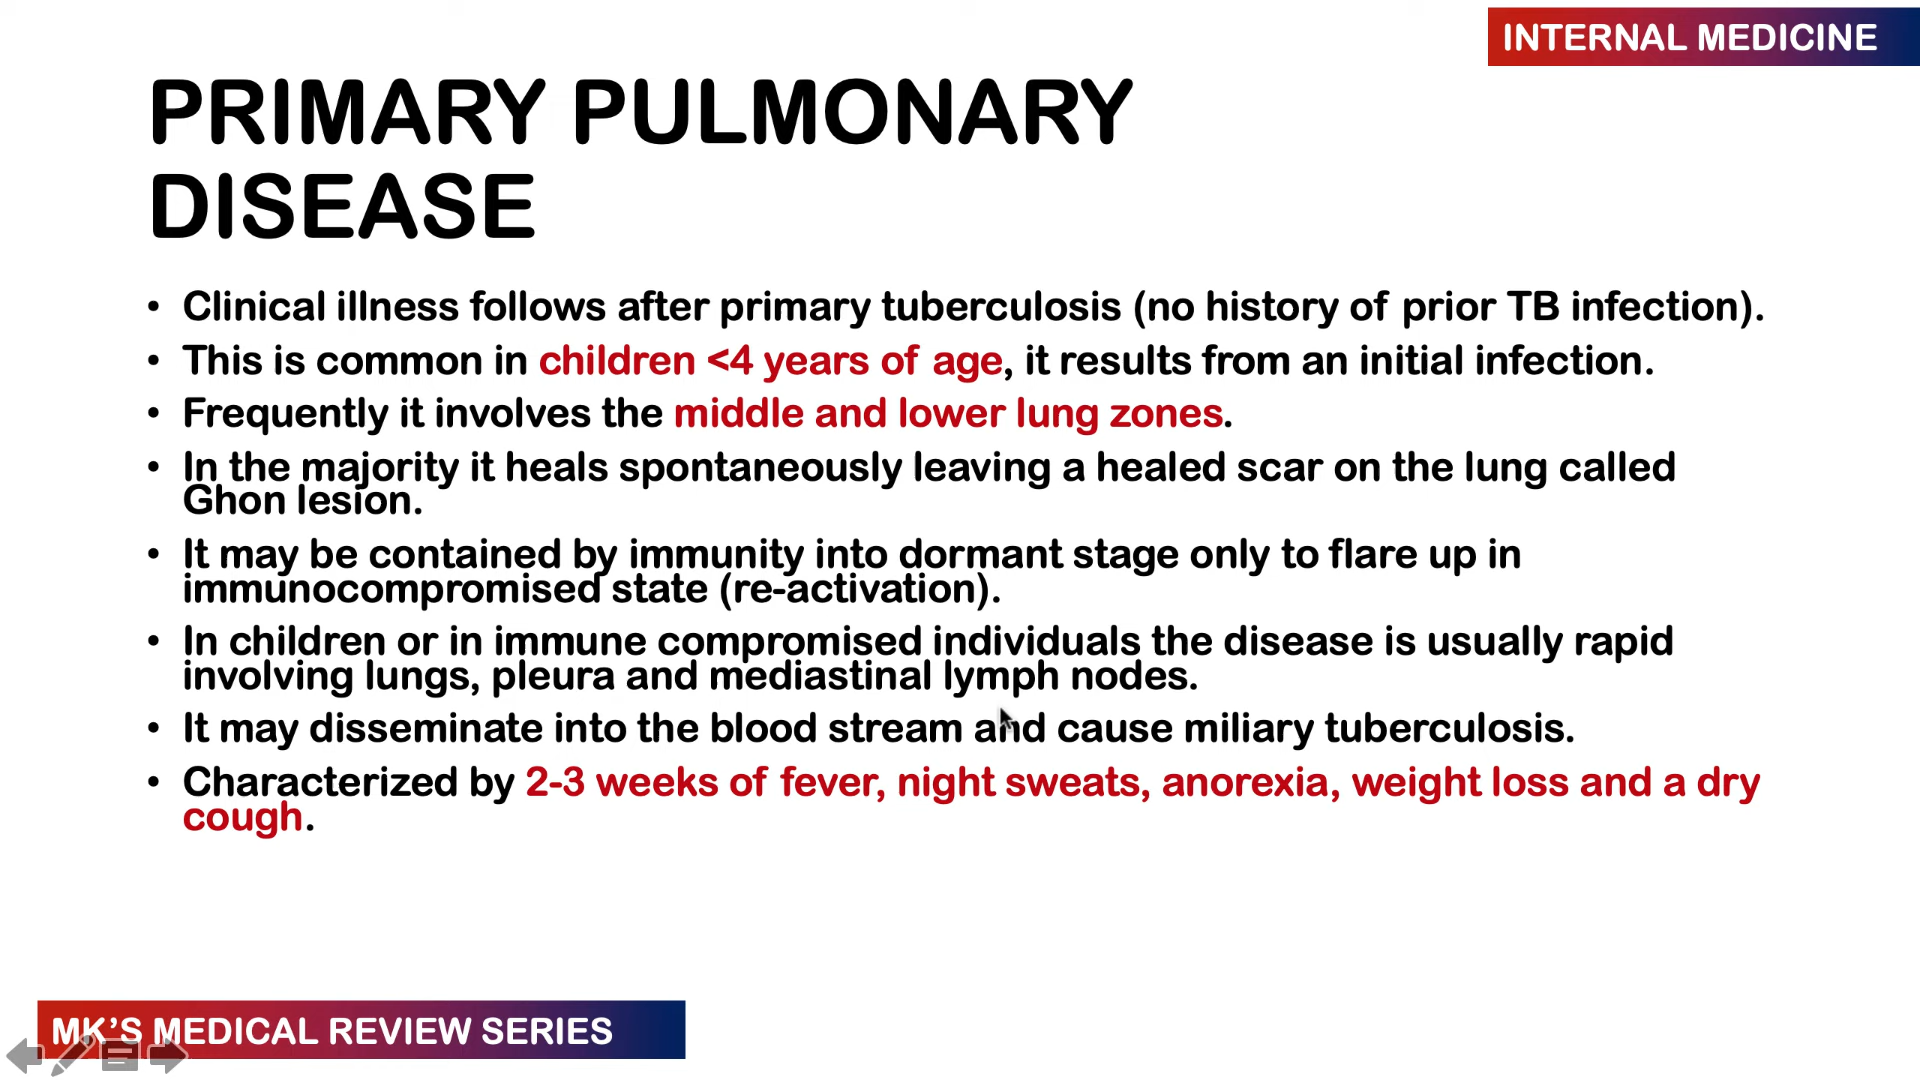 INTERNAL MEDICINE
PRIMARY PULMONARY
DISEASE
• Clinical illness follows after primary tuberculosis (no history of prior TB infection).
• This is common in children <4 years of age, it results from an initial infection.
• Frequently it involves the middle and lower lung zones.
• In the majority it heals spontaneously leaving a healed scar on the lung called
Ghon lesion.
• It may be contained by immunity into dormant stage only to flare up in
immunocompromised state (re-activation).
• In children or in immune compromised individuals the disease is usually rapid
involving lungs, pleura and mediastinal lymph nodes.
• It may disseminate into the blood stream and cause miliary tuberculosis.
• Characterized by 2-3 weeks of fever, night sweats, anorexia, weight loss and a dry
cough.
MK’S MEDICAL REVIEW SERIES